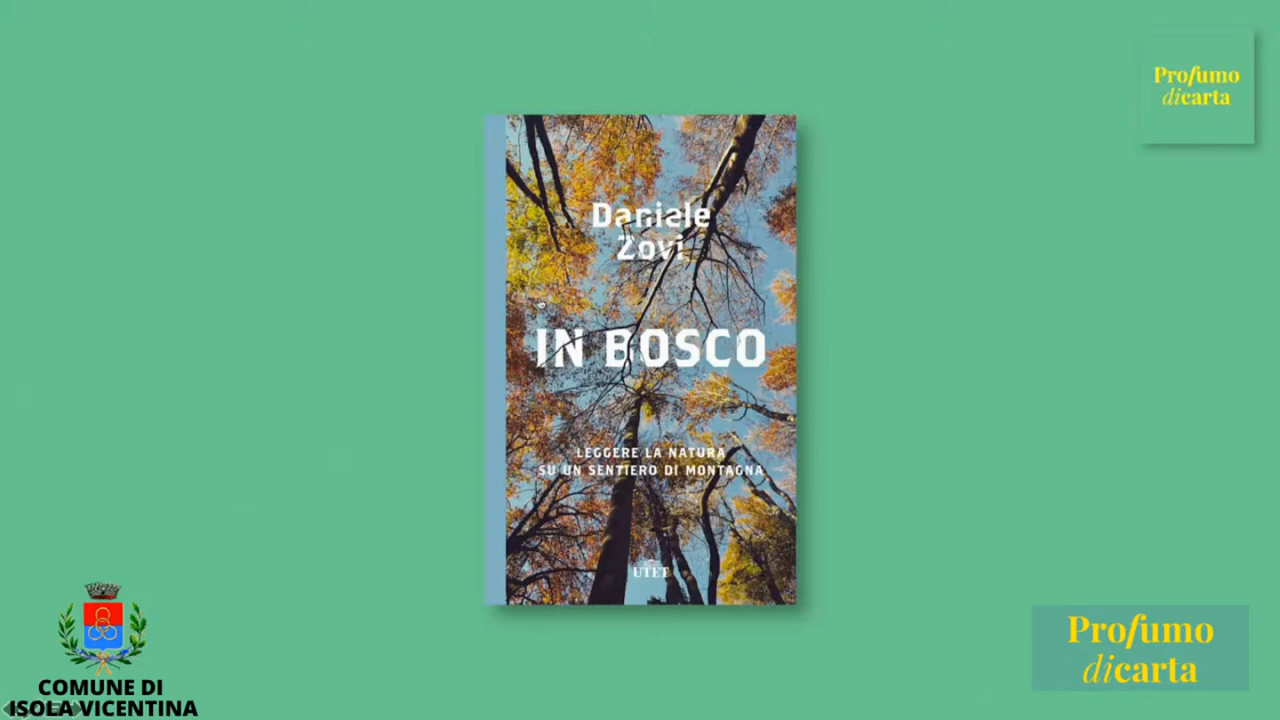 Profumo
dicarta
Daniele
Zovi
IN BOSCO
LEGGERE LA NATURA
SU UN SENTIERO DI MONTAGNA
UTET
COMUNE DI
ISOLA VICENTINA
Profumo
dicarta